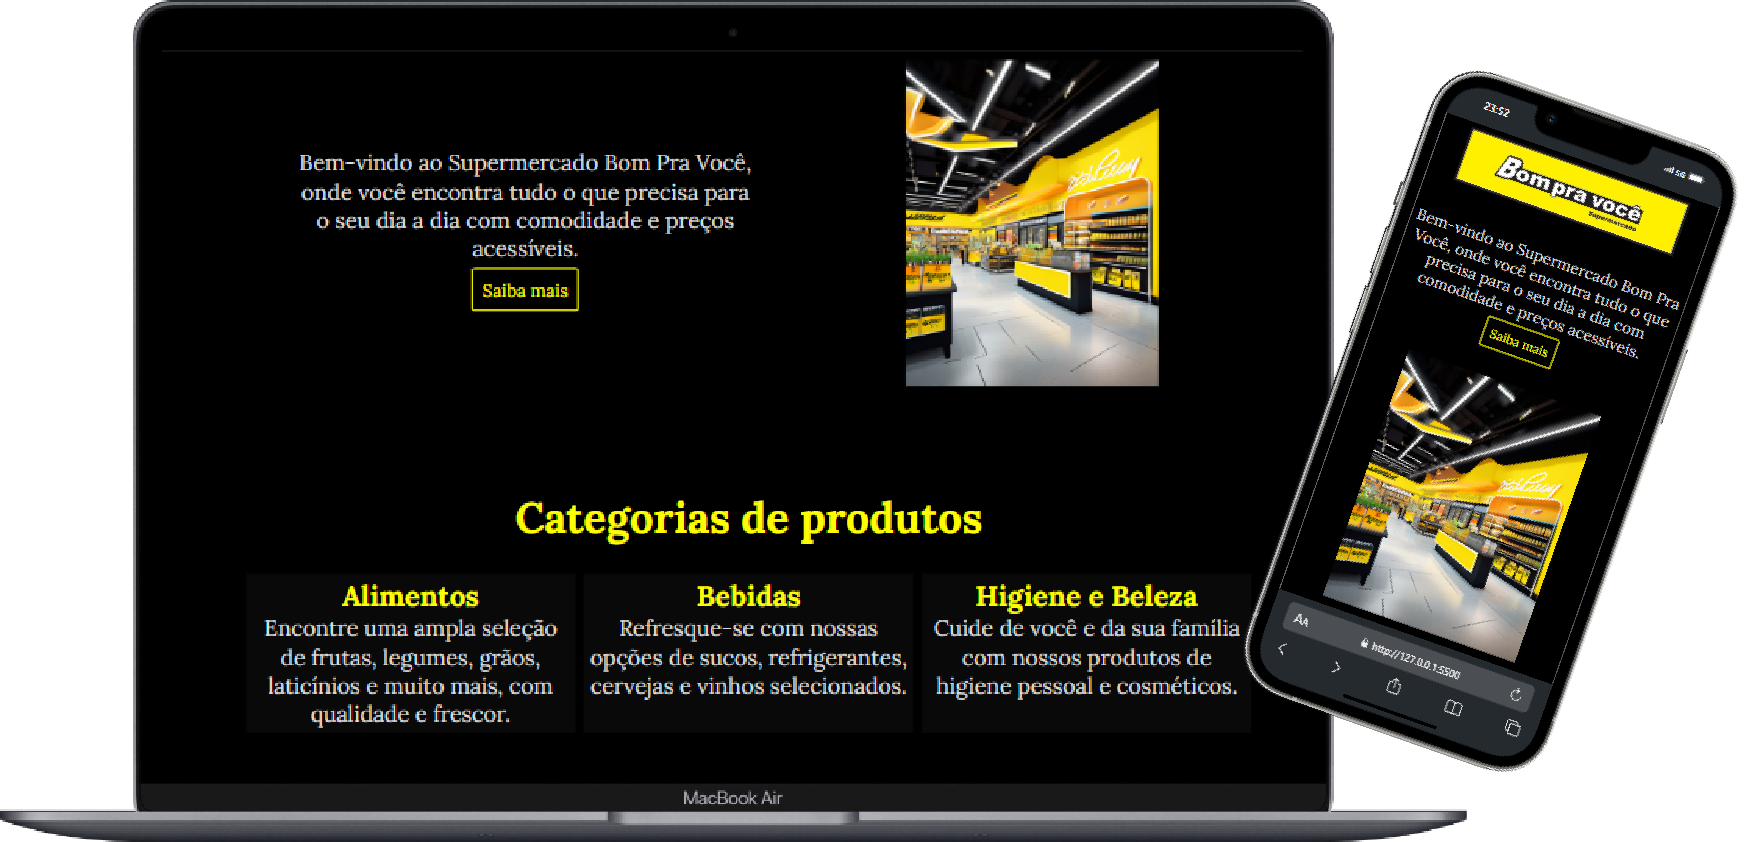 Bem-vindo ao Supermercado Bom Pra Você,
onde você encontra tudo o que precisa para
o seu dia a dia com comodidade e preços
acessíveis.
Saiba mais
Categorias de produtos
Alimentos
Encontre uma ampla seleção
de frutas, legumes, grãos,
laticínios e muito mais, com
qualidade e frescor.
Bebidas
Refresque-se com nossas
opções de sucos, refrigerantes,
cervejas e vinhos selecionados.
Higiene e Beleza
Cuide de você e da sua família
com nossos produtos de
higiene pessoal e cosméticos.
MacBook Air
23:52
5G
Bom pra você
Supermercado
Bem-vindo ao Supermercado Bom Pra
Você, onde você encontra tudo o que
precisa para o seu dia a dia com
comodidade e preços acessíveis.
Saiba mais
AA
http://127.0.0.1:5500